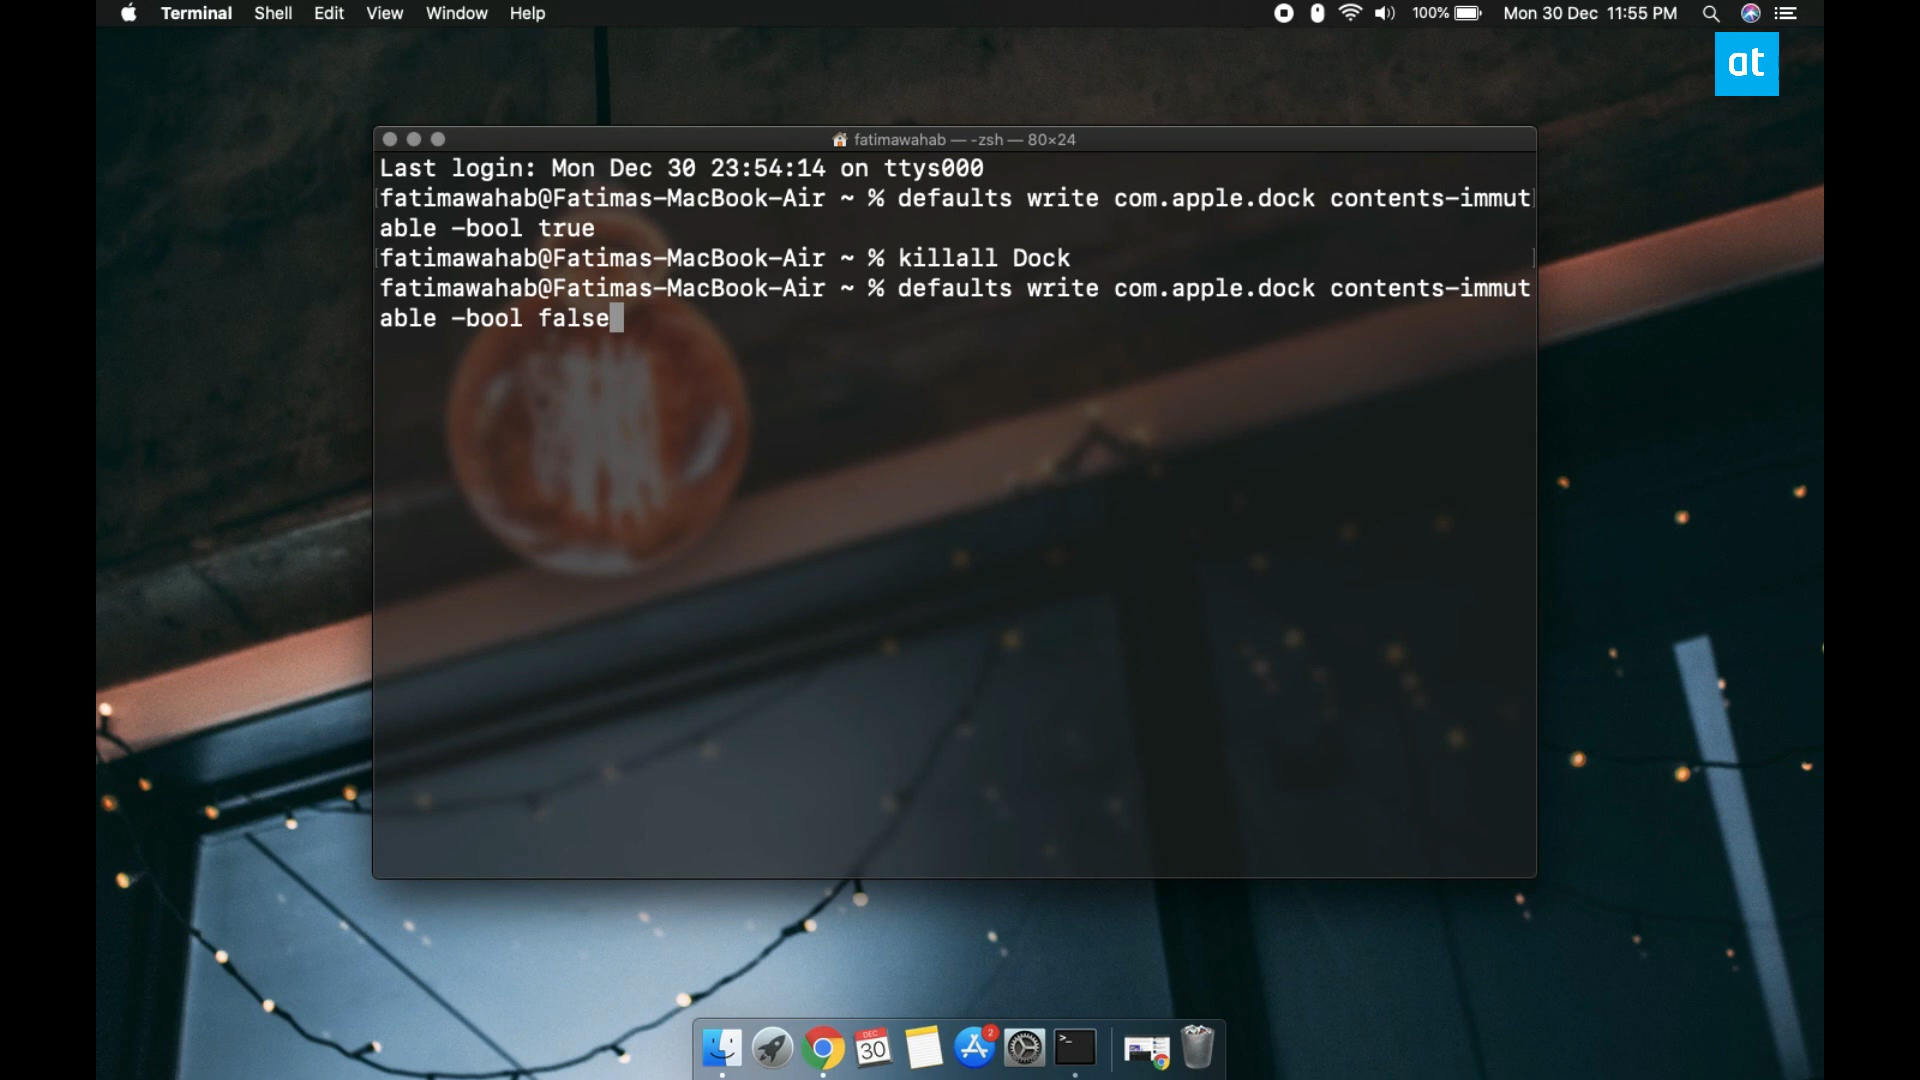 Terminal Shell Edit View Window Help 100% Mon 30 Dec 11:55 PM
at
fatimawahab — -zsh — 80×24
Last login: Mon Dec 30 23:54:14 on ttys000
fatimawahab@Fatimas-MacBook-Air ~ % defaults write com.apple.dock contents-immut
able -bool true
fatimawahab@Fatimas-MacBook-Air ~ % killall Dock
fatimawahab@Fatimas-MacBook-Air ~ % defaults write com.apple.dock contents-immut
able -bool false
DEC
30
2
>_